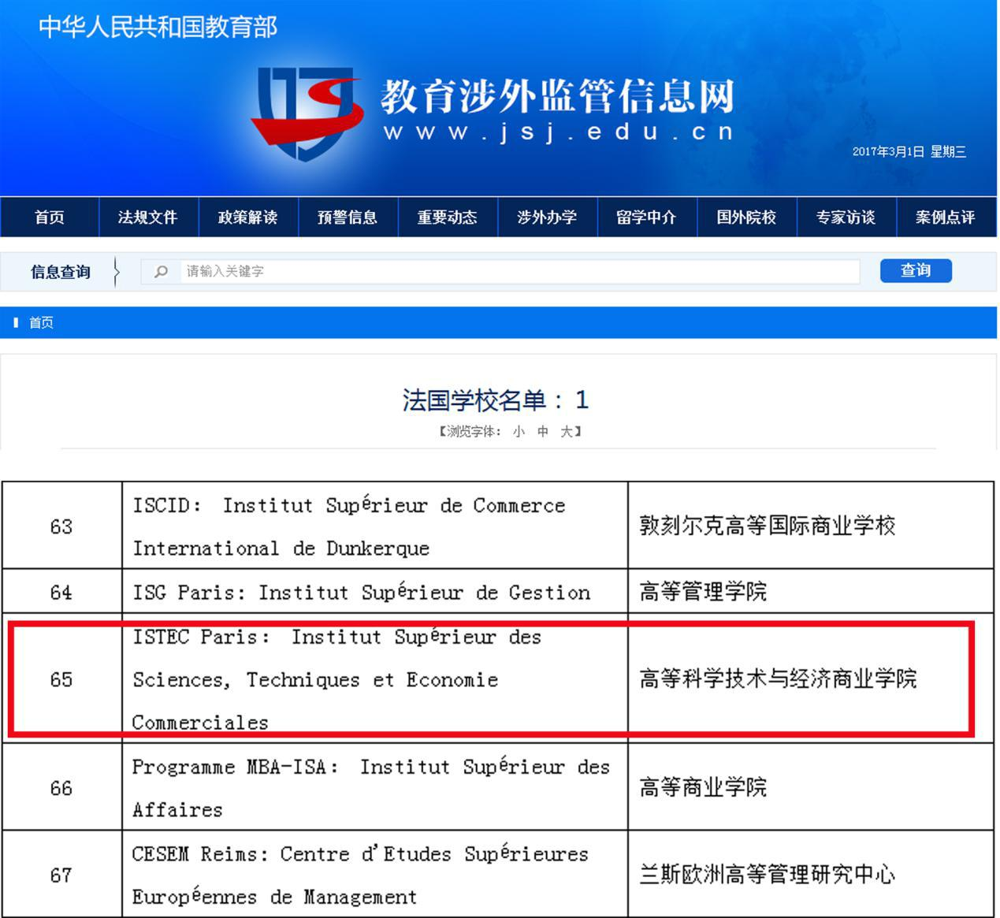 中华人民共和国教育部
教育涉外监管信息网
www.jsj.edu.cn
2017年3月1日 星期三
首页 法规文件 政策解读 预警信息 重要动态 涉外办学 留学中介 国外院校 专家访谈 案例点评
信息查询 请输入关键字 查询
首页
法国学校名单：1
【浏览字体： 小 中 大】
63
ISCID： Institut Supérieur de Commerce
International de Dunkerque
敦刻尔克高等国际商业学校
64
ISG Paris: Institut Supérieur de Gestion
高等管理学院
65
ISTEC Paris： Institut Supérieur des
Sciences, Techniques et Economie
Commerciales
高等科学技术与经济商业学院
66
Programme MBA-ISA： Institut Supérieur des
Affaires
高等商业学院
67
CESEM Reims: Centre d'Etudes Supérieures
Européennes de Management
兰斯欧洲高等管理研究中心